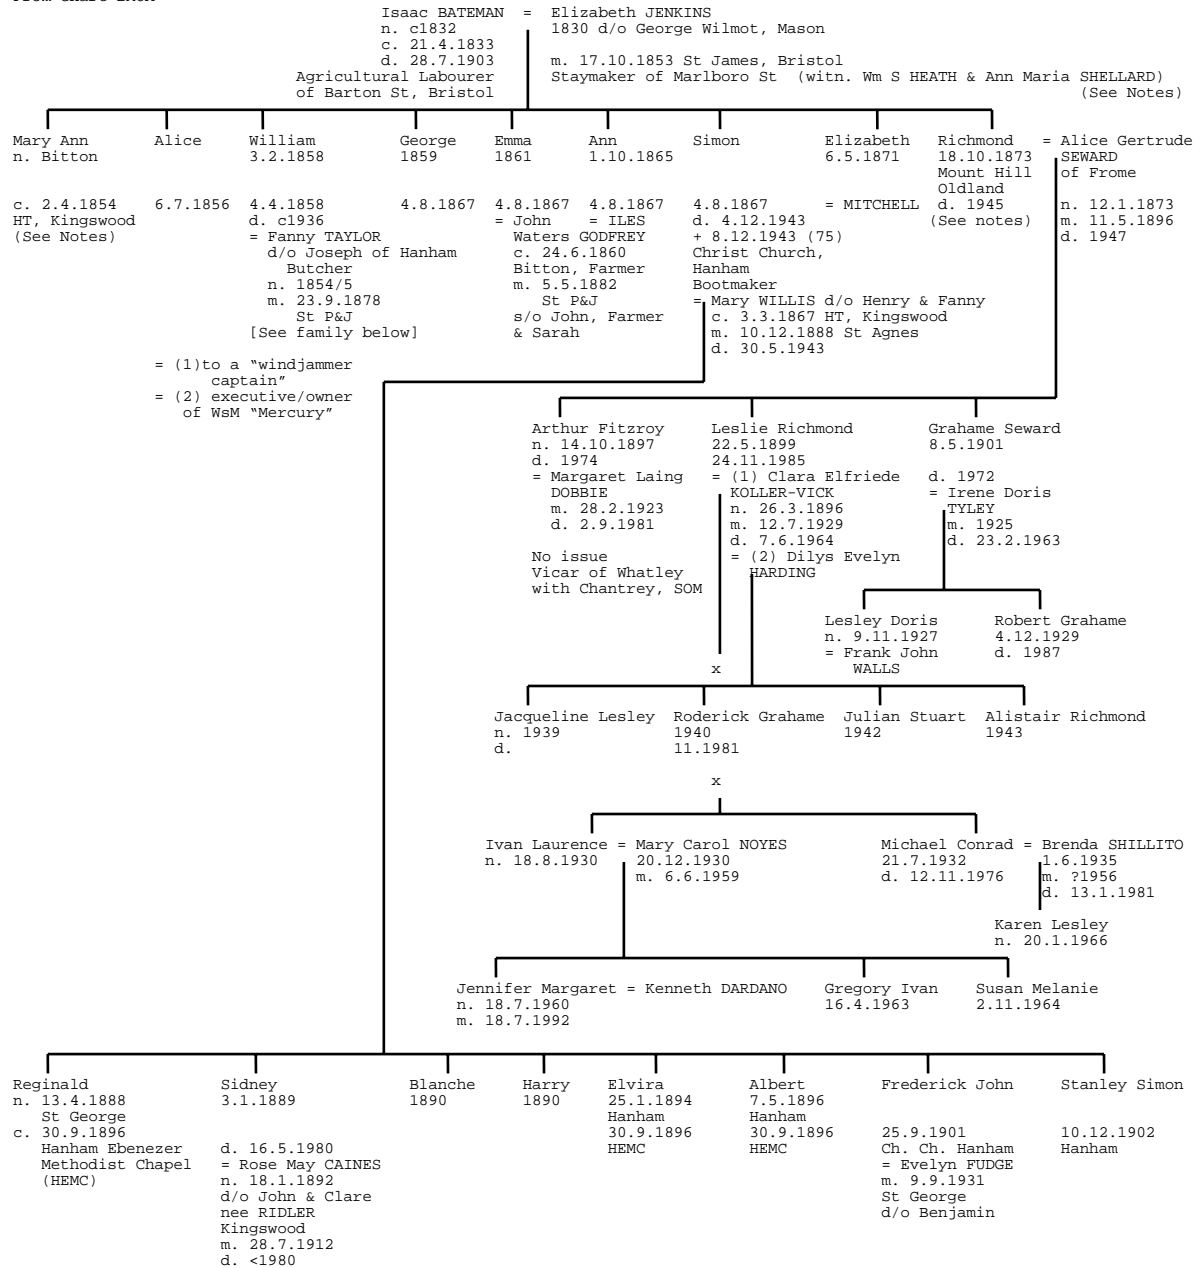 Isaac BATEMAN = Elizabeth JENKINS
n. c1832 1830 d/o George Wilmot, Mason
c. 21.4.1833
d. 28.7.1903 m. 17.10.1853 St James, Bristol
Agricultural Labourer Staymaker of Marlboro St (witn. Wm S HEATH & Ann Maria SHELLARD)
of Barton St, Bristol (See Notes)
Mary Ann Alice William George Emma Ann Simon Elizabeth Richmond = Alice Gertrude
n. Bitton 3.2.1858 1859 1861 1.10.1865 6.5.1871 18.10.1873 SEWARD
Mount Hill of Frome
Oldland
c. 2.4.1854 6.7.1856 4.4.1858 4.8.1867 4.8.1867 4.8.1867 4.8.1867 = MITCHELL d. 1945 n. 12.1.1873
HT, Kingswood d. c1936 = John = ILES d. 4.12.1943 (See notes) m. 11.5.1896
(See Notes) = Fanny TAYLOR Waters GODFREY + 8.12.1943 (75) d. 1947
d/o Joseph of Hanham c. 24.6.1860 Christ Church,
Butcher Bitton, Farmer Hanham
n. 1854/5 m. 5.5.1882 Bootmaker
m. 23.9.1878 St P&J = Mary WILLIS d/o Henry & Fanny
St P&J s/o John, Farmer c. 3.3.1867 HT, Kingswood
[See family below] & Sarah m. 10.12.1888 St Agnes
d. 30.5.1943
= (1)to a "windjammer
captain"
= (2) executive/owner
of WsM "Mercury"
Arthur Fitzroy Leslie Richmond Grahame Seward
n. 14.10.1897 22.5.1899 8.5.1901
d. 1974 24.11.1985
= Margaret Laing = (1) Clara Elfriede d. 1972
DOBBIE KOLLER-VICK = Irene Doris
m. 28.2.1923 n. 26.3.1896 TYLEY
d. 2.9.1981 m. 12.7.1929 m. 1925
d. 7.6.1964 d. 23.2.1963
No issue = (2) Dilys Evelyn
Vicar of Whatley HARDING
with Chantrey, SOM
Lesley Doris Robert Grahame
n. 9.11.1927 4.12.1929
= Frank John d. 1987
x WALLS
Jacqueline Lesley Roderick Grahame Julian Stuart Alistair Richmond
n. 1939 1940 1942 1943
d. 11.1981
x
Ivan Laurence = Mary Carol NOYES Michael Conrad = Brenda SHILLITO
n. 18.8.1930 20.12.1930 21.7.1932 1.6.1935
m. 6.6.1959 d. 12.11.1976 m. ?1956
d. 13.1.1981
Karen Lesley
n. 20.1.1966
Jennifer Margaret = Kenneth DARDANO Gregory Ivan Susan Melanie
n. 18.7.1960 16.4.1963 2.11.1964
m. 18.7.1992
Reginald Sidney Blanche Harry Elvira Albert Frederick John Stanley Simon
n. 13.4.1888 3.1.1889 1890 1890 25.1.1894 7.5.1896
St George Hanham Hanham
c. 30.9.1896 30.9.1896 30.9.1896 25.9.1901 10.12.1902
Hanham Ebenezer d. 16.5.1980 HEMC HEMC Ch. Ch. Hanham Hanham
Methodist Chapel = Rose May CAINES = Evelyn FUDGE
(HEMC) n. 18.1.1892 m. 9.9.1931
d/o John & Clare St George
nee RIDLER d/o Benjamin
Kingswood
m. 28.7.1912
d. <1980